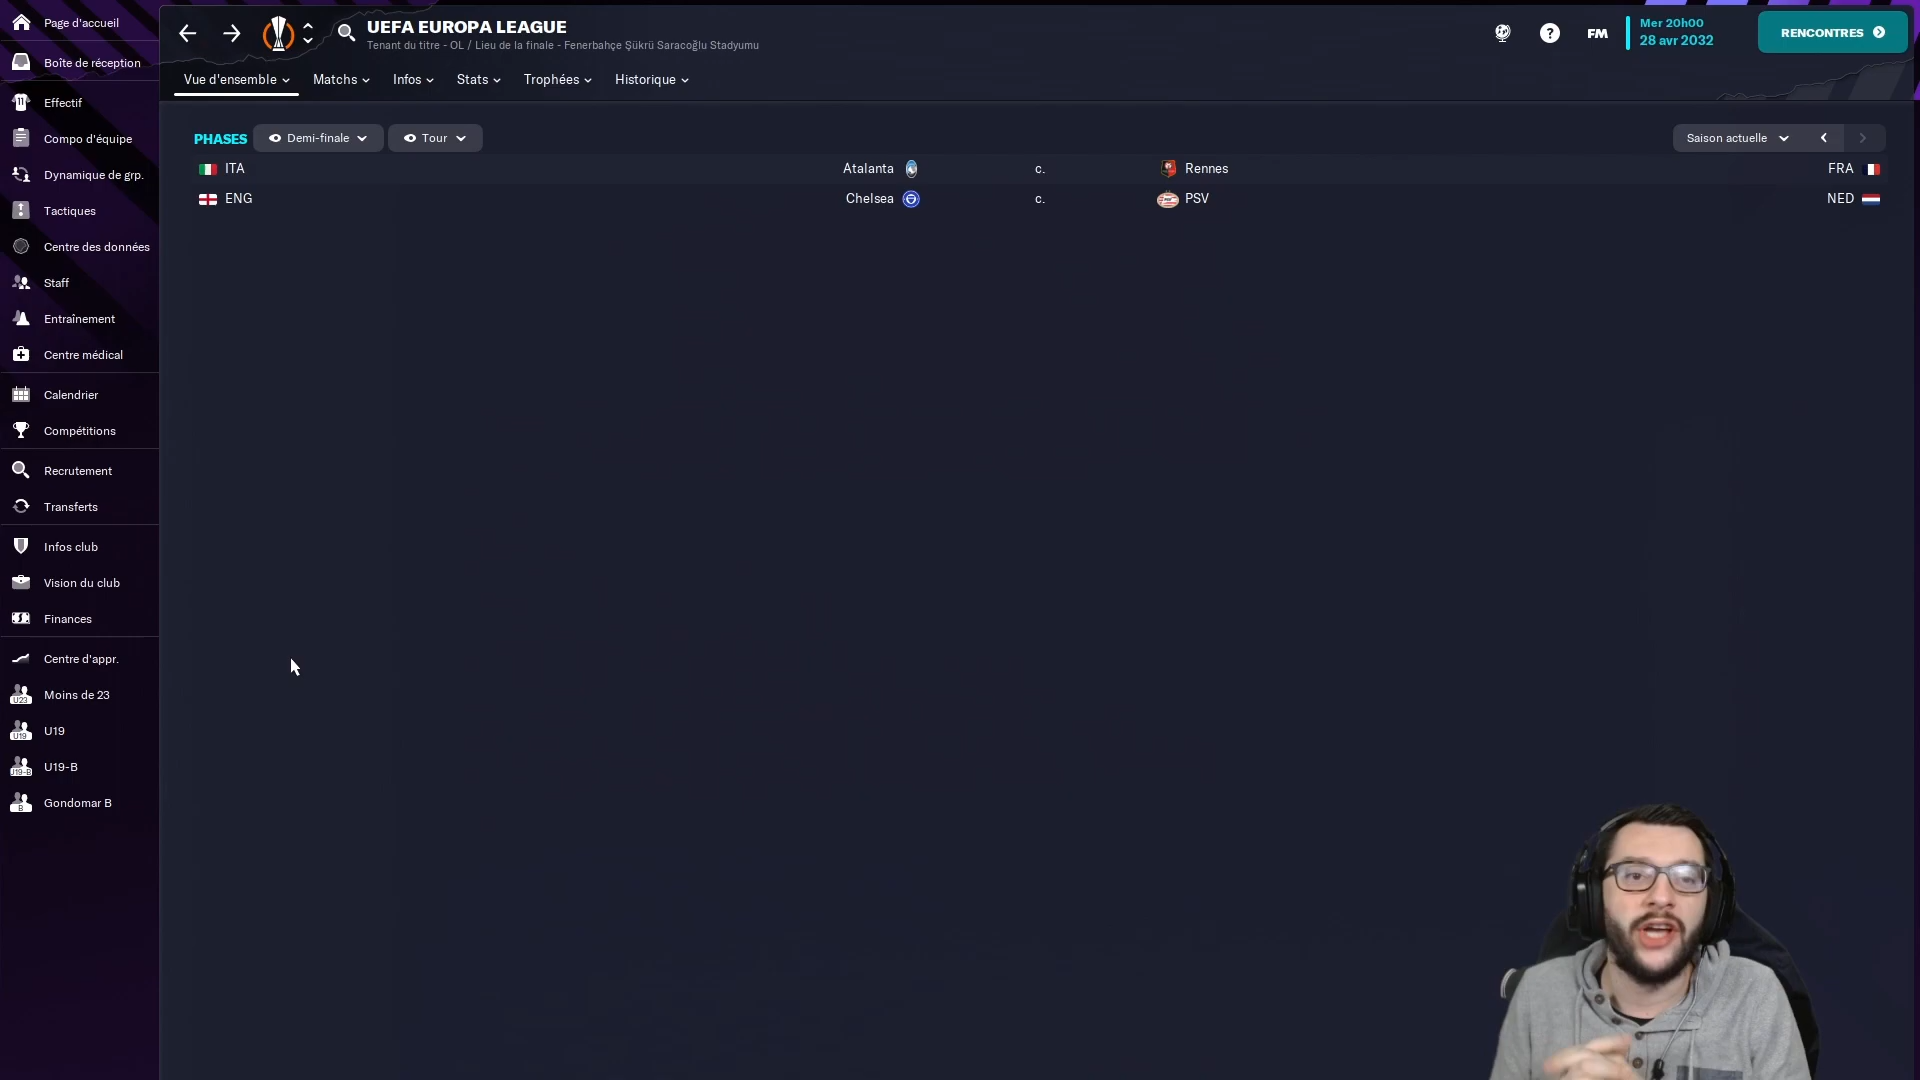 Page d'accueil
Boîte de réception
Effectif
Compo d'équipe
Dynamique de grp.
Tactiques
Centre des données
Staff
Entraînement
Centre médical
Calendrier
Compétitions
Recrutement
Transferts
Infos club
Vision du club
Finances
Centre d'appr.
U23
Moins de 23
U19
U19
U19-B
U19-B
B
Gondomar B
UEFA EUROPA LEAGUE
Tenant du titre - OL / Lieu de la finale - Fenerbahçe Şükrü Saracoğlu Stadyumu
FM
Mer 20h00
28 avr 2032
RENCONTRES
Vue d'ensemble Matchs Infos Stats Trophées Historique
PHASES Demi-finale Tour Saison actuelle
ITA Atalanta c. Rennes FRA
ENG Chelsea c. PSV NED